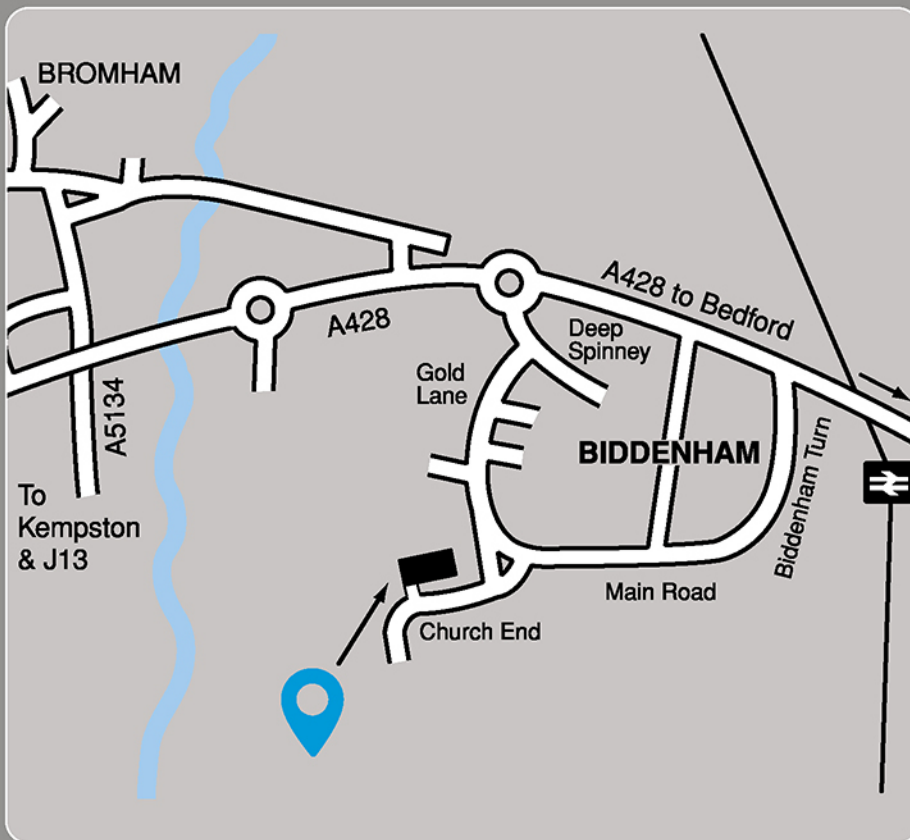 BROMHAM
A428 to Bedford
A428
Deep
Spinney
Gold
Lane
A5134
BIDDENHAM
Biddenham Turn
To
Kempston
& J13
Main Road
Church End